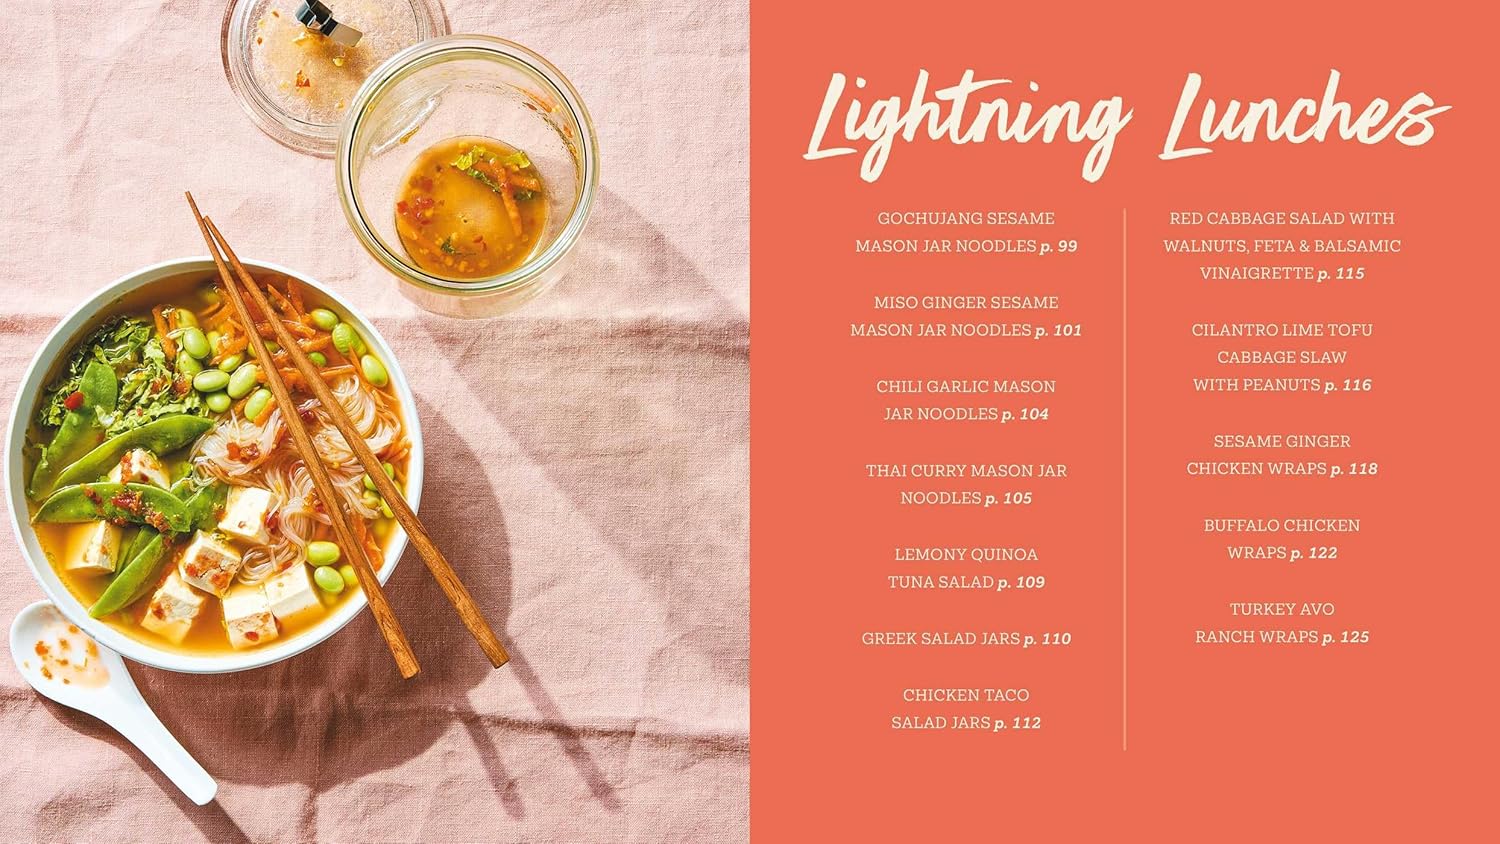 Lightning Lunches
GOCHUJANG SESAME
MASON JAR NOODLES p. 99
MISO GINGER SESAME
MASON JAR NOODLES p. 101
CHILI GARLIC MASON
JAR NOODLES p. 104
THAI CURRY MASON JAR
NOODLES p. 105
LEMONY QUINOA
TUNA SALAD p. 109
GREEK SALAD JARS p. 110
CHICKEN TACO
SALAD JARS p. 112
RED CABBAGE SALAD WITH
WALNUTS, FETA & BALSAMIC
VINAIGRETTE p. 115
CILANTRO LIME TOFU
CABBAGE SLAW
WITH PEANUTS p. 116
SESAME GINGER
CHICKEN WRAPS p. 118
BUFFALO CHICKEN
WRAPS p. 122
TURKEY AVO
RANCH WRAPS p. 125